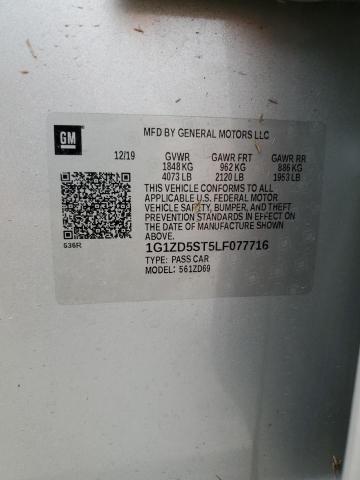 GM
MFD BY GENERAL MOTORS LLC
12/19 GVWR GAWR FRT GAWR RR
1848 KG 962 KG 886 KG
4073 LB 2120 LB 1953 LB
THIS VEHICLE CONFORMS TO ALL
APPLICABLE U.S. FEDERAL MOTOR
VEHICLE SAFETY, BUMPER, AND THEFT
PREVENTION STANDARDS IN EFFECT ON
THE DATE OF MANUFACTURE SHOWN
ABOVE.
536R 1G1ZD5ST5LF077716
TYPE: PASS CAR
MODEL: 561ZD69